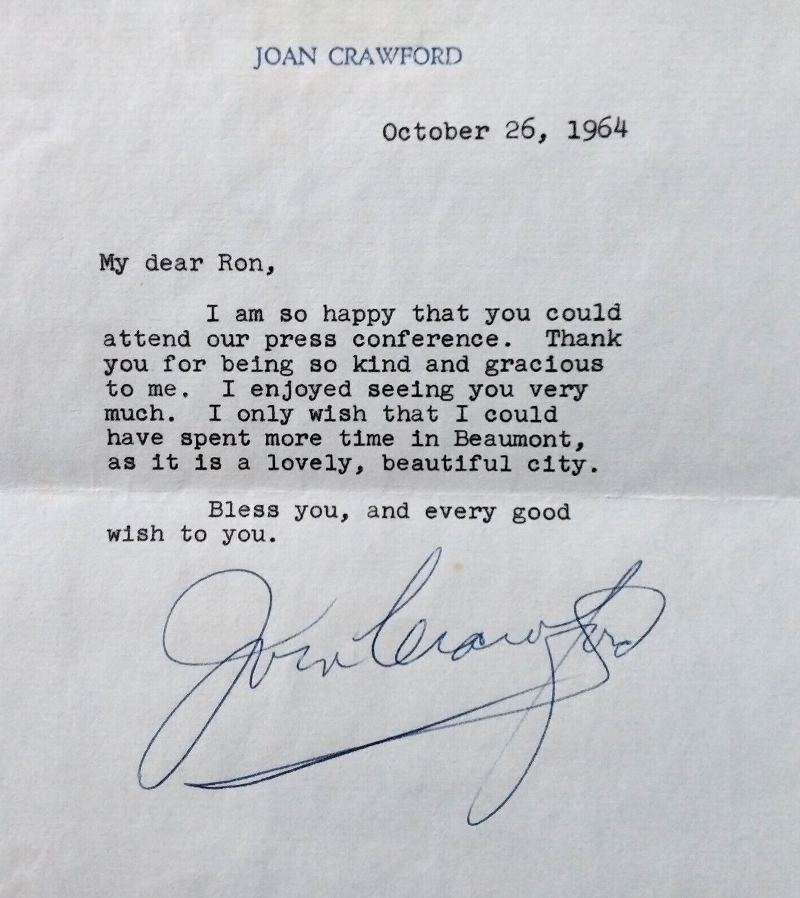 JOAN CRAWFORD
October 26, 1964
My dear Ron,
I am so happy that you could
attend our press conference. Thank
you for being so kind and gracious
to me. I enjoyed seeing you very
much. I only wish that I could
have spent more time in Beaumont,
as it is a lovely, beautiful city.
Bless you, and every good
wish to you.
Joan Crawford